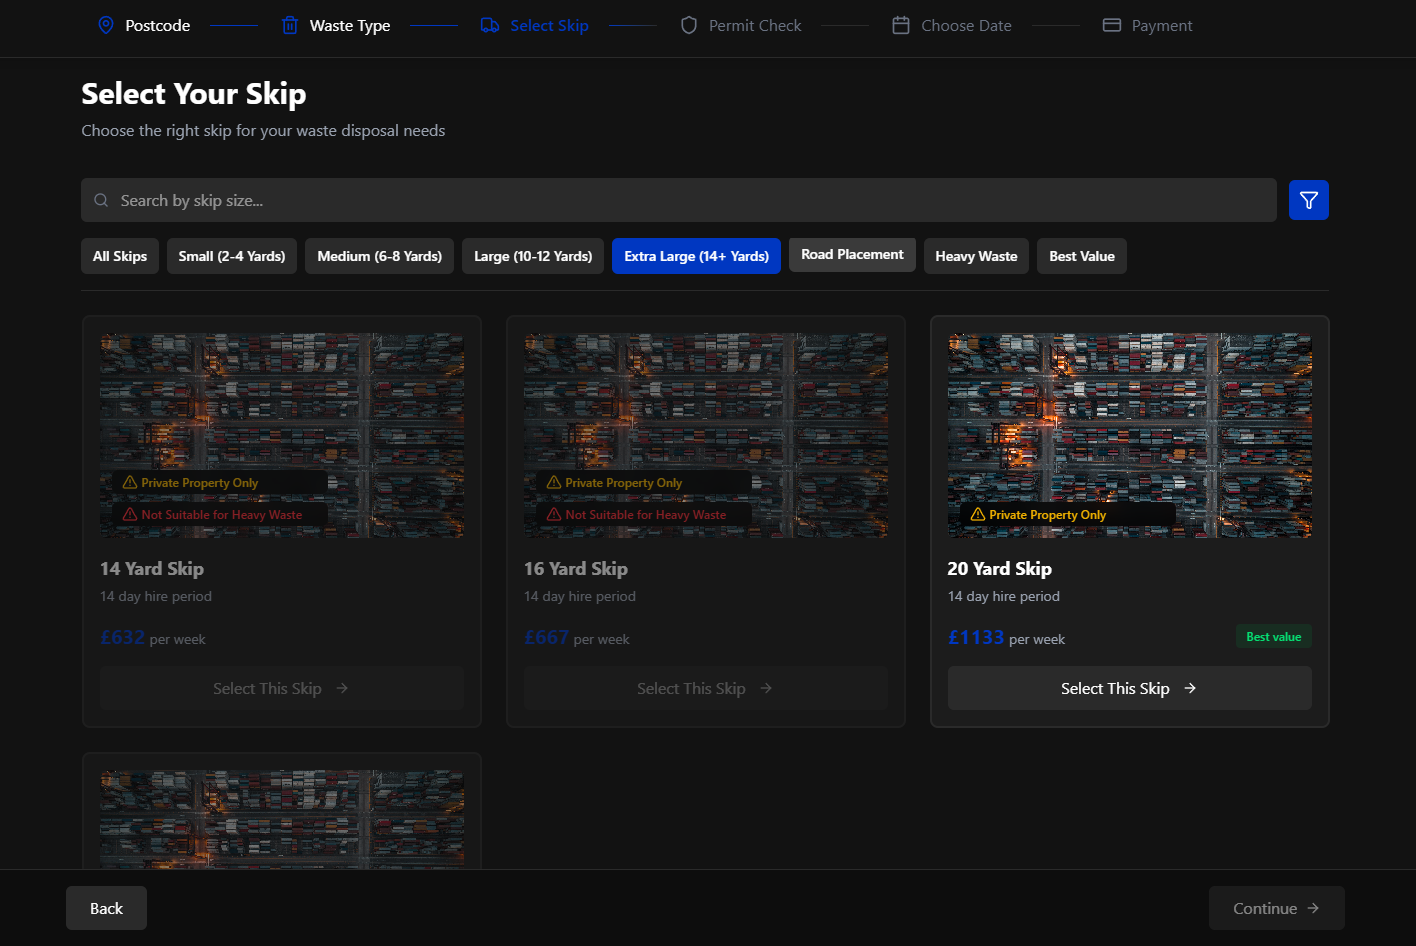 Postcode
Waste Type
Select Skip
Permit Check
Choose Date
Payment
Select Your Skip
Choose the right skip for your waste disposal needs
Search by skip size...
All Skips
Small (2-4 Yards)
Medium (6-8 Yards)
Large (10-12 Yards)
Extra Large (14+ Yards)
Road Placement
Heavy Waste
Best Value
Private Property Only
Not Suitable for Heavy Waste
14 Yard Skip
14 day hire period
£632 per week
Select This Skip
Private Property Only
Not Suitable for Heavy Waste
16 Yard Skip
14 day hire period
£667 per week
Select This Skip
Private Property Only
20 Yard Skip
14 day hire period
£1133 per week
Best value
Select This Skip
Back
Continue